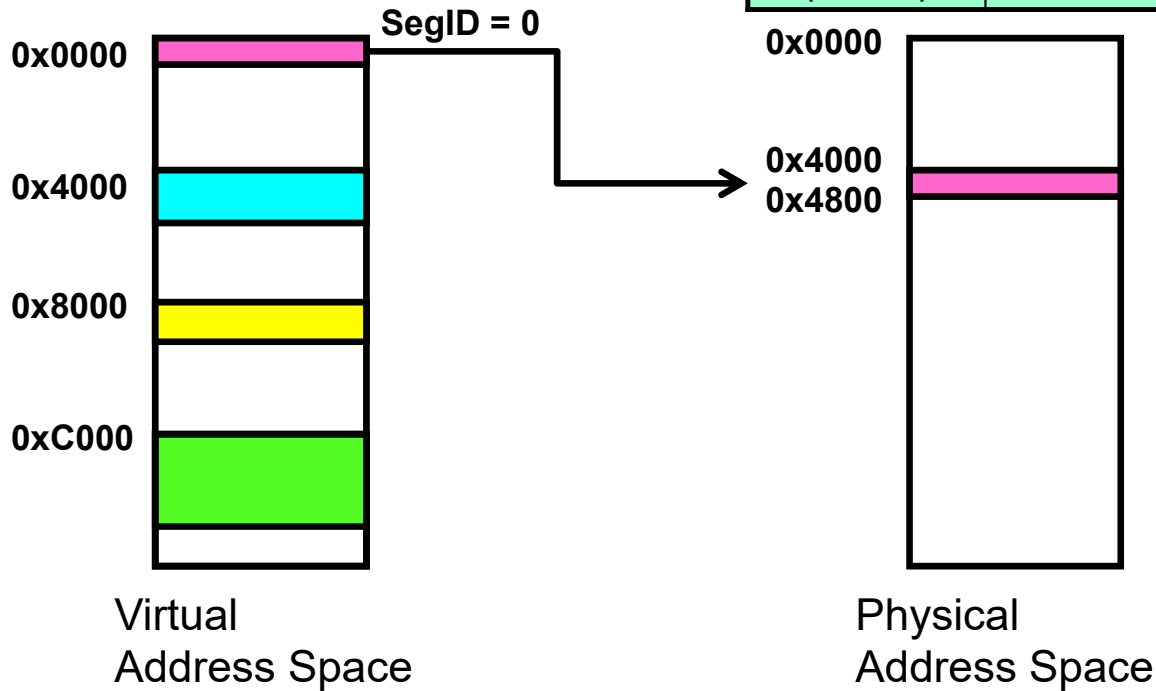 SegID = 0
0x0000
0x4000
0x8000
0xC000
0x0000
0x4000
0x4800
Virtual
Address Space
Physical
Address Space